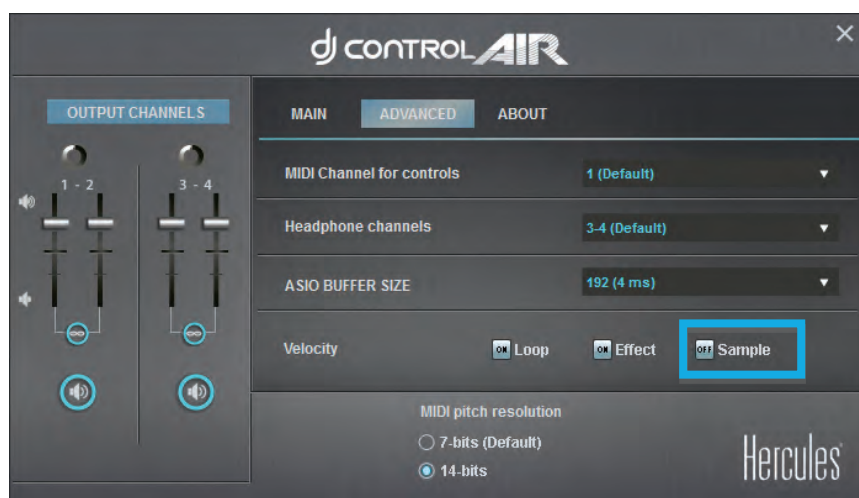 dj CONTROL AIR
OUTPUT CHANNELS
1 - 2
3 - 4
MAIN ADVANCED ABOUT
MIDI Channel for controls 1 (Default)
Headphone channels 3-4 (Default)
ASIO BUFFER SIZE 192 (4 ms)
Velocity ON Loop ON Effect OFF Sample
MIDI pitch resolution
7-bits (Default)
14-bits
Hercules